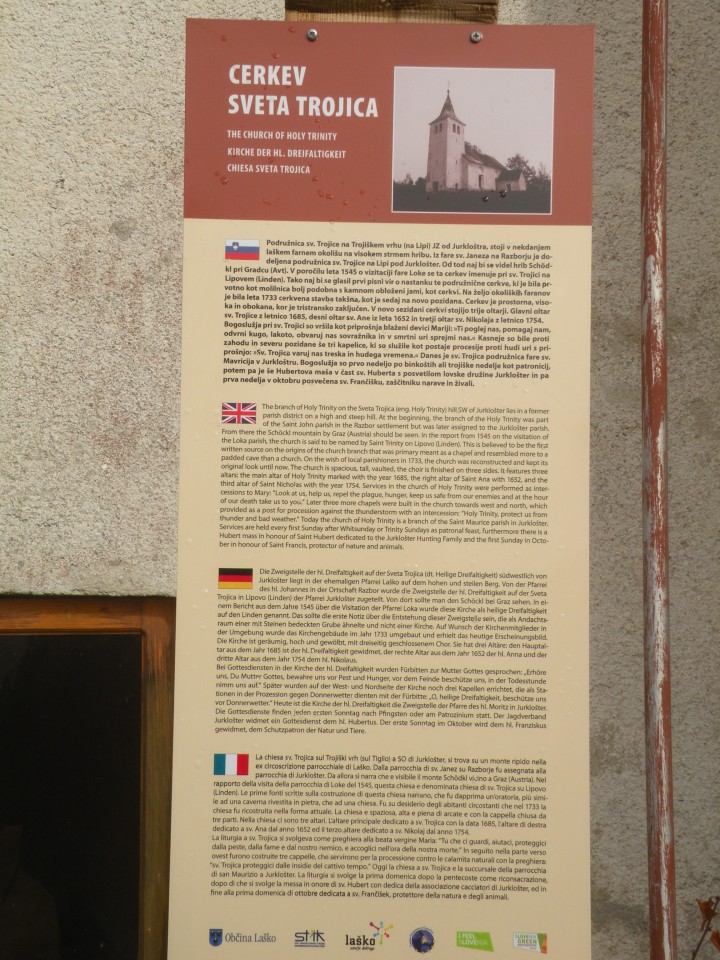 CERKEV
SVETA TROJICA
THE CHURCH OF HOLY TRINITY
KIRCHE DER HL. DREIFALTIGKEIT
CHIESA SVETA TROJICA
Podružnica sv. Trojice na Trojiškem vrhu (na Lipi) JZ od Jurkloštra, stoji v nekdanjem
laškem farnem okolišu na visokem strmem hribu. Iz fare sv. Janeza na Razborju je do-
deljena podružnica sv. Trojice na Lipi pod Jurklošter. Od tod naj bi se videl hrib Schöd-
kl pri Gradcu (Avt). V poročilu leta 1545 o vizitaciji fare Loke se ta cerkev imenuje pri sv. Trojici na
Lipovem (Linden). Tako naj bi se glasil prvi pisni vir o nastanku te podružnične cerkve, ki je bila pr-
votno kot molilnica bolj podobna s kamnom obloženi jami, kot cerkvi. Na željo okoliških faranov
je bila leta 1733 cerkvena stavba takšna, kot je sedaj na novo pozidana. Cerkev je prostorna, viso-
ka in obokana, kor je tristransko zaključen. V novo sezidani cerkvi stojijo trije oltarji. Glavni oltar
sv. Trojice z letnico 1685, desni oltar sv. Ane iz leta 1652 in tretji oltar sv. Nikolaja z letnico 1754.
Bogoslužja pri sv. Trojici so vršila kot priprošnja blaženi devici Mariji: »Ti poglej nas, pomagaj nam,
odvrni kugo, lakoto, obvaruj nas sovražnika in v smrtni uri sprejmi nas.« Kasneje so bile proti
zahodu in severu pozidane še tri kapelice, ki so služile kot postaje procesije proti hudi uri s pri-
prošnjo: »Sv. Trojica varuj nas treska in hudega vremena.« Danes je sv. Trojica podružnica fare sv.
Mavricija v Jurkloštru. Bogoslužja so prvo nedeljo po binkoštih ali trojiške nedelje kot patronicij,
potem pa je še Hubertova maša v čast sv. Huberta s posvetilom lovske družine Jurklošter in pa
prva nedelja v oktobru posvečena sv. Frančišku, zaščitniku narave in živali.
The branch of Holy Trinity on the Sveta Trojica (eng. Holy Trinity) hill SW of Jurklošter lies in a former
parish district on a high and steep hill. At the beginning, the branch of the Holy Trinity was part
of the Saint John parish in the Razbor settlement but was later assigned to the Jurklošter parish.
From there the Schöckl mountain by Graz (Austria) should be seen. In the report from 1545 on the visitation of
the Loka parish, the church is said to be named by Saint Trinity on Lipovo (Linden). This is believed to be the first
written source on the origins of the church branch that was primary meant as a chapel and resembled more to a
padded cave than a church. On the wish of local parishioners in 1733, the church was reconstructed and kept its
original look until now. The church is spacious, tall, vaulted, the choir is finished on three sides. It features three
altars: the main altar of Holy Trinity marked with the year 1685, the right altar of Saint Ana with 1652, and the
third altar of Saint Nicholas with the year 1754. Services in the church of Holy Trinity were performed as inter-
cessions to Mary: "Look at us, help us, repel the plague, hunger, keep us safe from our enemies and at the hour
of our death take us to you." Later three more chapels were built in the church towards west and north, which
provided as a post for procession against the thunderstorm with an intercession: "Holy Trinity, protect us from
thunder and bad weather." Today the church of Holy Trinity is a branch of the Saint Maurice parish in Jurklošter.
Services are held every first Sunday after Whitsunday or Trinity Sundays as patronal feast, furthermore there is a
Hubert mass in honour of Saint Hubert dedicated to the Jurklošter Hunting Family and the first Sunday in Octo-
ber in honour of Saint Francis, protector of nature and animals.
Die Zweigstelle der hl. Dreifaltigkeit auf der Sveta Trojica (dt. Heilige Dreifaltigkeit) südwestlich von
Jurklošter liegt in der ehemaligen Pfarrei Laško auf dem hohen und steilen Berg. Von der Pfarrei
des hl. Johannes in der Ortschaft Razbor wurde die Zweigstelle der hl. Dreifaltigkeit auf der Sveta
Trojica in Lipovo (Linden) der Pfarrei Jurklošter zugeteilt. Von dort sollte man den Schöckl bei Graz sehen. In ei-
nem Bericht aus dem Jahre 1545 über die Visitation der Pfarrei Loka wurde diese Kirche als heilige Dreifaltigkeit
auf den Linden genannt. Das sollte die erste Notiz über die Entstehung dieser Zweigstelle sein, die als Andachts-
raum einer mit Steinen bedeckten Grube ähnelte und nicht einer Kirche. Auf Wunsch der Kirchenmitglieder in
der Umgebung wurde das Kirchengebäude im Jahr 1733 umgebaut und erhielt das heutige Erscheinungsbild.
Die Kirche ist geräumig, hoch und gewölbt, mit dreiseitig geschlossenem Chor. Sie hat drei Altäre: den Hauptal-
tar aus dem Jahr 1685 ist der hl. Dreifaltigkeit gewidmet, der rechte Altar aus dem Jahr 1652 der hl. Anna und der
dritte Altar aus dem Jahr 1754 dem hl. Nikolaus.
Bei Gottesdiensten in der Kirche der hl. Dreifaltigkeit wurden Fürbitten zur Mutter Gottes gesprochen: „Erhöre
uns, Du Mutter Gottes, bewahre uns vor Pest und Hunger, vor dem Feinde beschütze uns, in der Todesstunde
nimm uns auf." Später wurden auf der West- und Nordseite der Kirche noch drei Kapellen errichtet, die als Sta-
tionen in der Prozession gegen Donnerwetter dienten mit der Fürbitte: „O, heilige Dreifaltigkeit, beschütze uns
vor Donnerwetter." Heute ist die Kirche der hl. Dreifaltigkeit die Zweigstelle der Pfarre des hl. Moritz in Jurklošter.
Die Gottesdienste finden jeden ersten Sonntag nach Pfingsten oder am Patrozinium statt. Der Jagdverband
Jurklošter widmet ein Gottesdienst dem hl. Hubertus. Der erste Sonntag im Oktober wird dem hl. Franziskus
gewidmet, dem Schutzpatron der Natur und Tiere.
La chiesa sv. Trojica sul Trojiški vrh (sul Tiglio) a SO di Jurklošter, si trova su un monte ripido nella
ex circoscrizione parrocchiale di Laško. Dalla parrocchia di sv. Janez su Razborje fu assegnata alla
parrocchia di Jurklošter. Da allora si narra che e visibile il monte Schödkl vicino a Graz (Austria). Nel
rapporto della visita della parrocchia di Loke del 1545, questa chiesa e denominata chiesa di sv. Trojica su Lipovo
(Linden). Le prime fonti scritte sulla costruzione di questa chiesa narrano, che fu dapprima un'oratorio, più simi-
le ad una caverna rivestita in pietra, che ad una chiesa. Fu su desiderio degli abitanti circostanti che nel 1733 la
chiesa fu ricostruita nella forma attuale. La chiesa e spaziosa, alta e piena di arcate e con la cappella chiusa da
tre parti. Nella chiesa ci sono tre altari. L'altare principale dedicato a sv. Trojica con la data 1685, l'altare di destra
dedicato a sv. Ana dal anno 1652 ed il terzo altare dedicato a sv. Nikolaj dal anno 1754.
La liturgia a sv. Trojica si svolgeva come preghiera alla beata vergine Maria: "Tu che ci guardi, aiutaci, proteggici
dalla peste, dalla fame e dal nostro nemico, e accoglici nell'ora della nostra morte." In seguito nella parte verso
ovest furono costruite tre cappelle, che servirono per la processione contro le calamita naturali con la preghiera:
"sv. Trojica proteggici dalle insidie del cattivo tempo." Oggi la chiesa a sv. Trojica e la succursale della parrocchia
di san Maurizio a Jurklošter. La liturgia si svolge la prima domenica dopo la pentecoste come riconsacrazione,
dopo di che si svolge la messa in onore di sv. Hubert con dedica della associazione cacciatori di Jurklošter, ed in
fine alla prima domenica di ottobre dedicata a sv. Frančišek, protettore della natura e degli animali.
Občina Laško
STIK
laško
I FEEL
SLOVENIA
SLOVENIA
GREEN